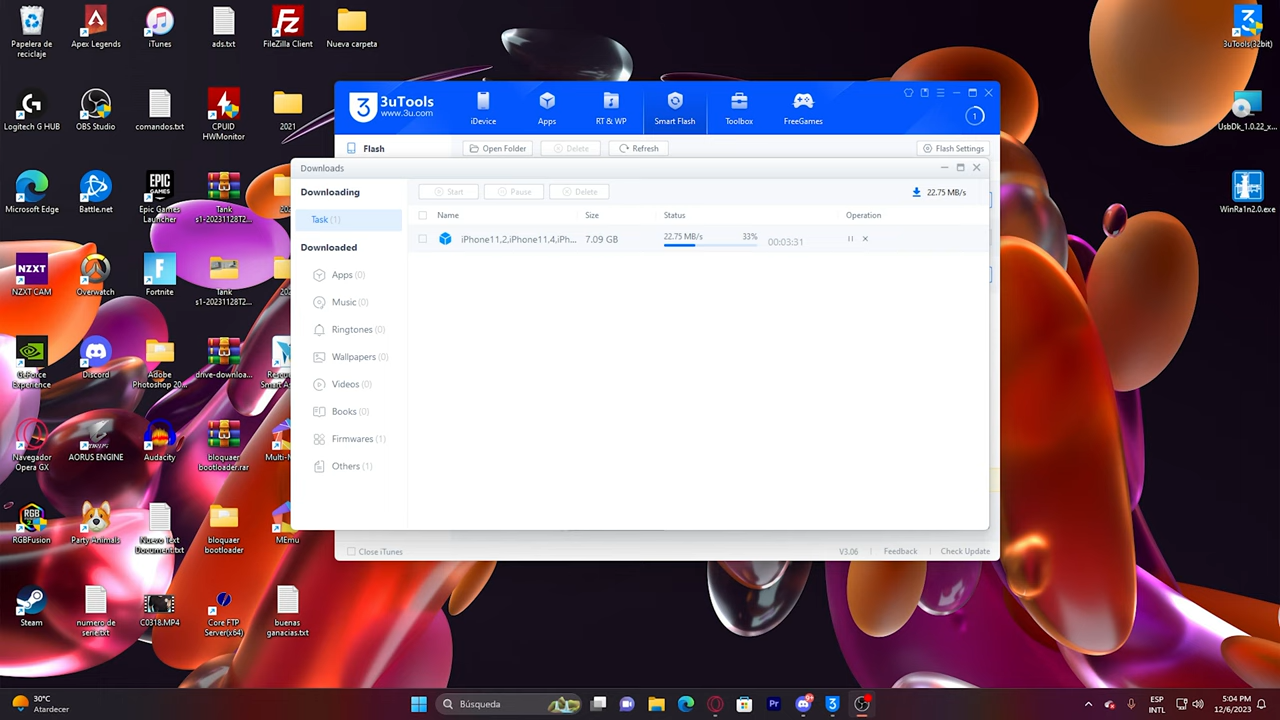 Papelera de
reciclaje
Apex Legends
iTunes
ads.txt
FileZilla Client
Nueva carpeta
3uTools(32bit)
Logitech G HUB
OBS Studio
comandos.txt
CPUID
HWMonitor
2021
UsbDk_1.0.22_x...
Microsoft Edge
Battle.net
Epic Games
Launcher
Tank
s1-20231128T2...
WinRa1n2.0.exe
NZXT CAM
Overwatch
Fortnite
Tank
s1-20231128T2...
GeForce
Experience
Discord
Adobe
Photoshop 20...
drive-downloa...
Navegador
Opera GX
AORUS ENGINE
Audacity
bloquaer
bootloader.rar
RGBFusion
Party Animals
Nuevo Text
Document.txt
bloquaer
bootloader
MEmu
Steam
numero de
serie.txt
C0318.MP4
Core FTP
Server(x64)
buenas
ganacias.txt
3uTools
www.3u.com
iDevice
Apps
RT & WP
Smart Flash
Toolbox
FreeGames
1
Flash
Open Folder
Delete
Refresh
Flash Settings
Downloads
Downloading
Start
Pause
Delete
22.75 MB/s
Task (1)
Name
Size
Status
Operation
iPhone11,2,iPhone11,4,iPh...
7.09 GB
22.75 MB/s
33%
00:03:31
Downloaded
Apps (0)
Music (0)
Ringtones (0)
Wallpapers (0)
Videos (0)
Books (0)
Firmwares (1)
Others (1)
Close iTunes
V3.06
Feedback
Check Update
30°C
Atardecer
Búsqueda
ESP
INTL
5:04 PM
12/6/2023